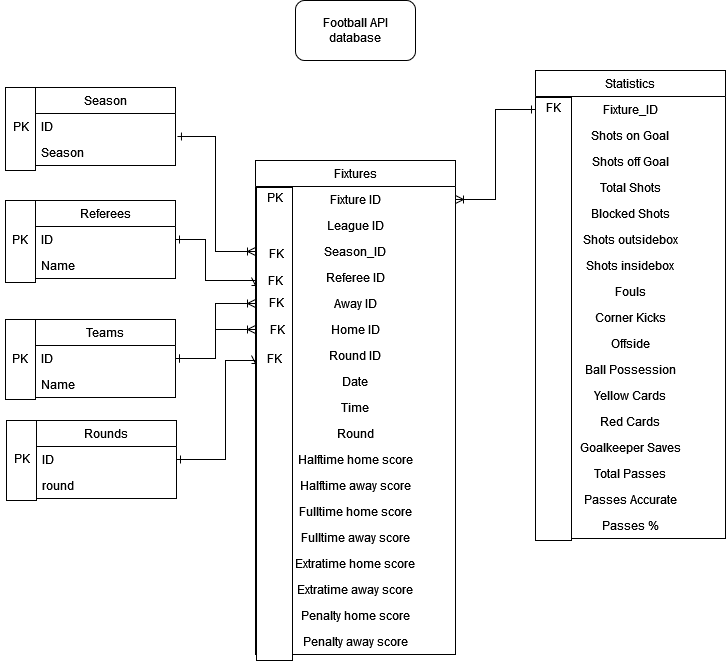 Football API
database
Season
PK
ID
Season
Referees
PK
ID
Name
Teams
PK
ID
Name
Rounds
PK
ID
round
Fixtures
PK
Fixture ID
League ID
FK
Season_ID
FK
Referee ID
FK
Away ID
FK
Home ID
FK
Round ID
Date
Time
Round
Halftime home score
Halftime away score
Fulltime home score
Fulltime away score
Extratime home score
Extratime away score
Penalty home score
Penalty away score
Statistics
FK
Fixture_ID
Shots on Goal
Shots off Goal
Total Shots
Blocked Shots
Shots outsidebox
Shots insidebox
Fouls
Corner Kicks
Offside
Ball Possession
Yellow Cards
Red Cards
Goalkeeper Saves
Total Passes
Passes Accurate
Passes %